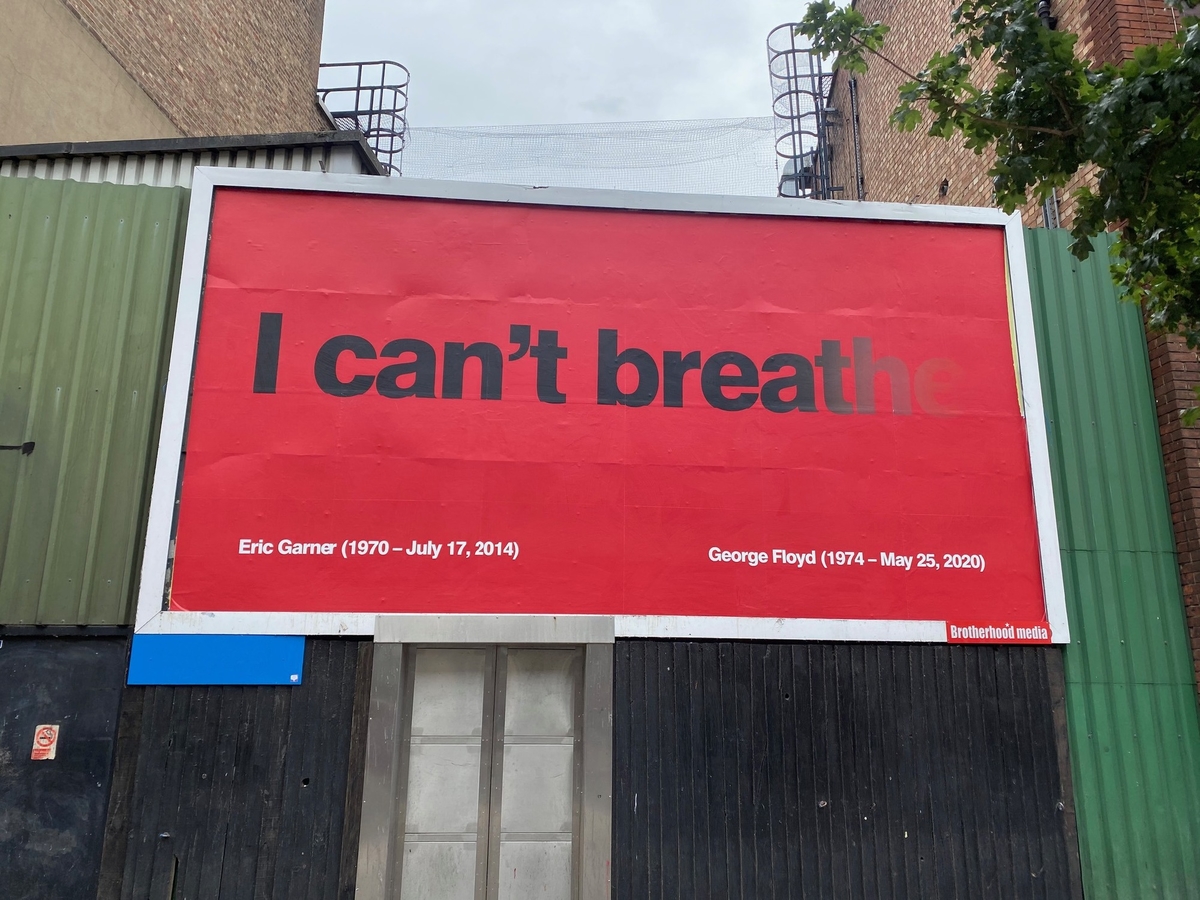 I can’t breathe
Eric Garner (1970 – July 17, 2014)
George Floyd (1974 – May 25, 2020)
Brotherhood media